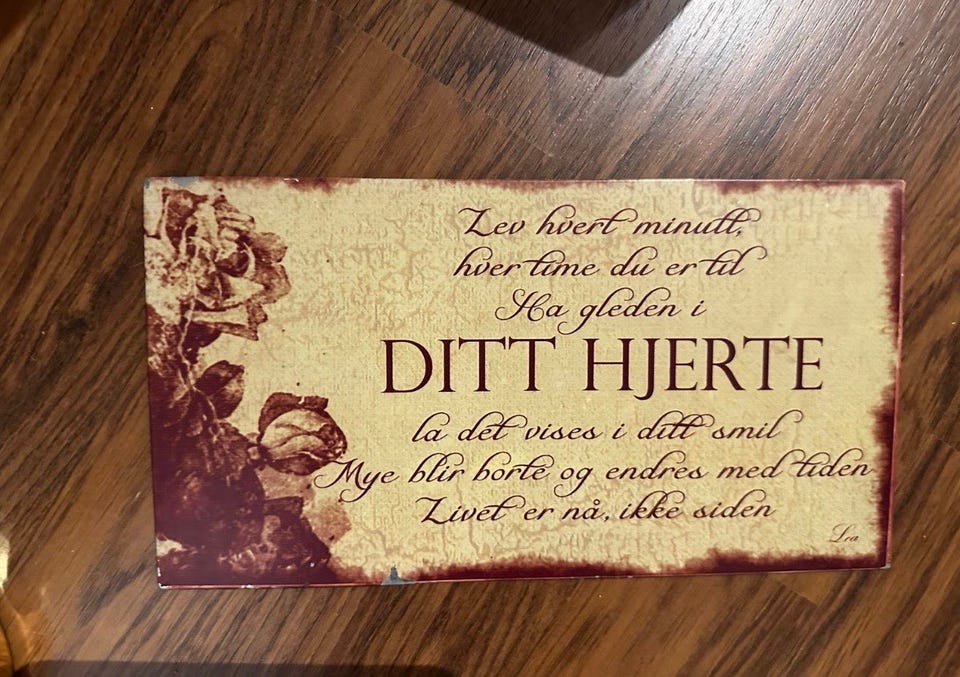 Lev hvert minutt,
hver time du er til
Ha gleden i
DITT HJERTE
la det vises i ditt smil
Mye blir borte og endres med tiden
Livet er nå, ikke siden